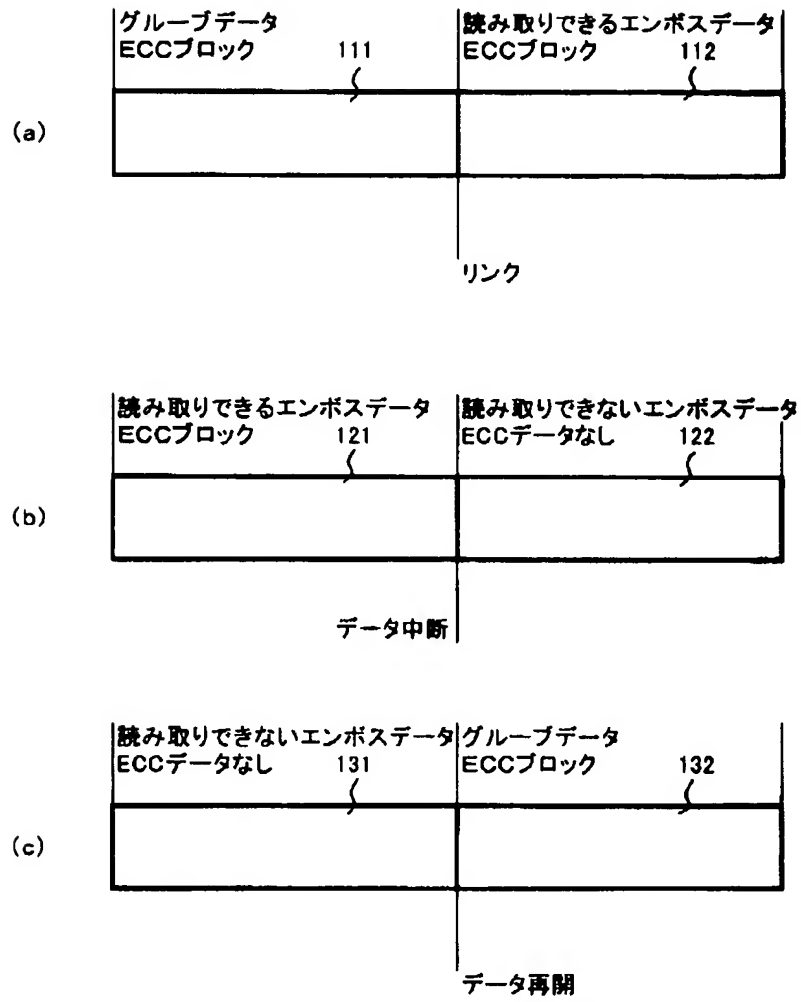 グループデータ
ECCブロック 111
読み取りできるエンボスデータ
ECCブロック 112
(a)
リンク
読み取りできるエンボスデータ
ECCブロック 121
読み取りできないエンボスデータ
ECCデータなし 122
(b)
データ中断
読み取りできないエンボスデータ
ECCデータなし 131
グループデータ
ECCブロック 132
(c)
データ再開